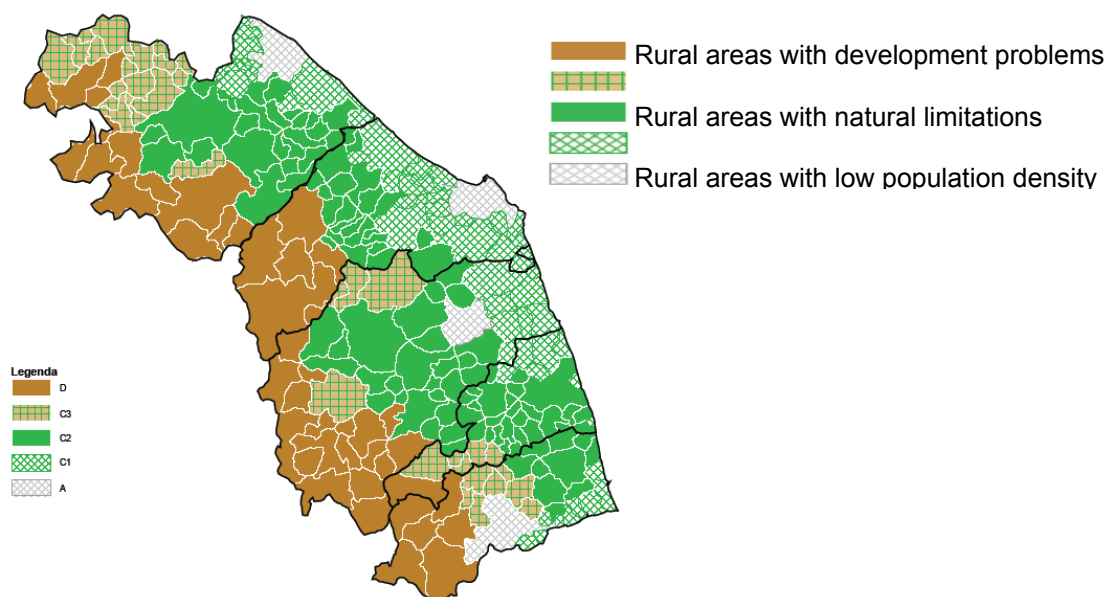 Rural areas with development problems
Rural areas with natural limitations
Rural areas with low population density
Legenda
D
C3
C2
C1
A